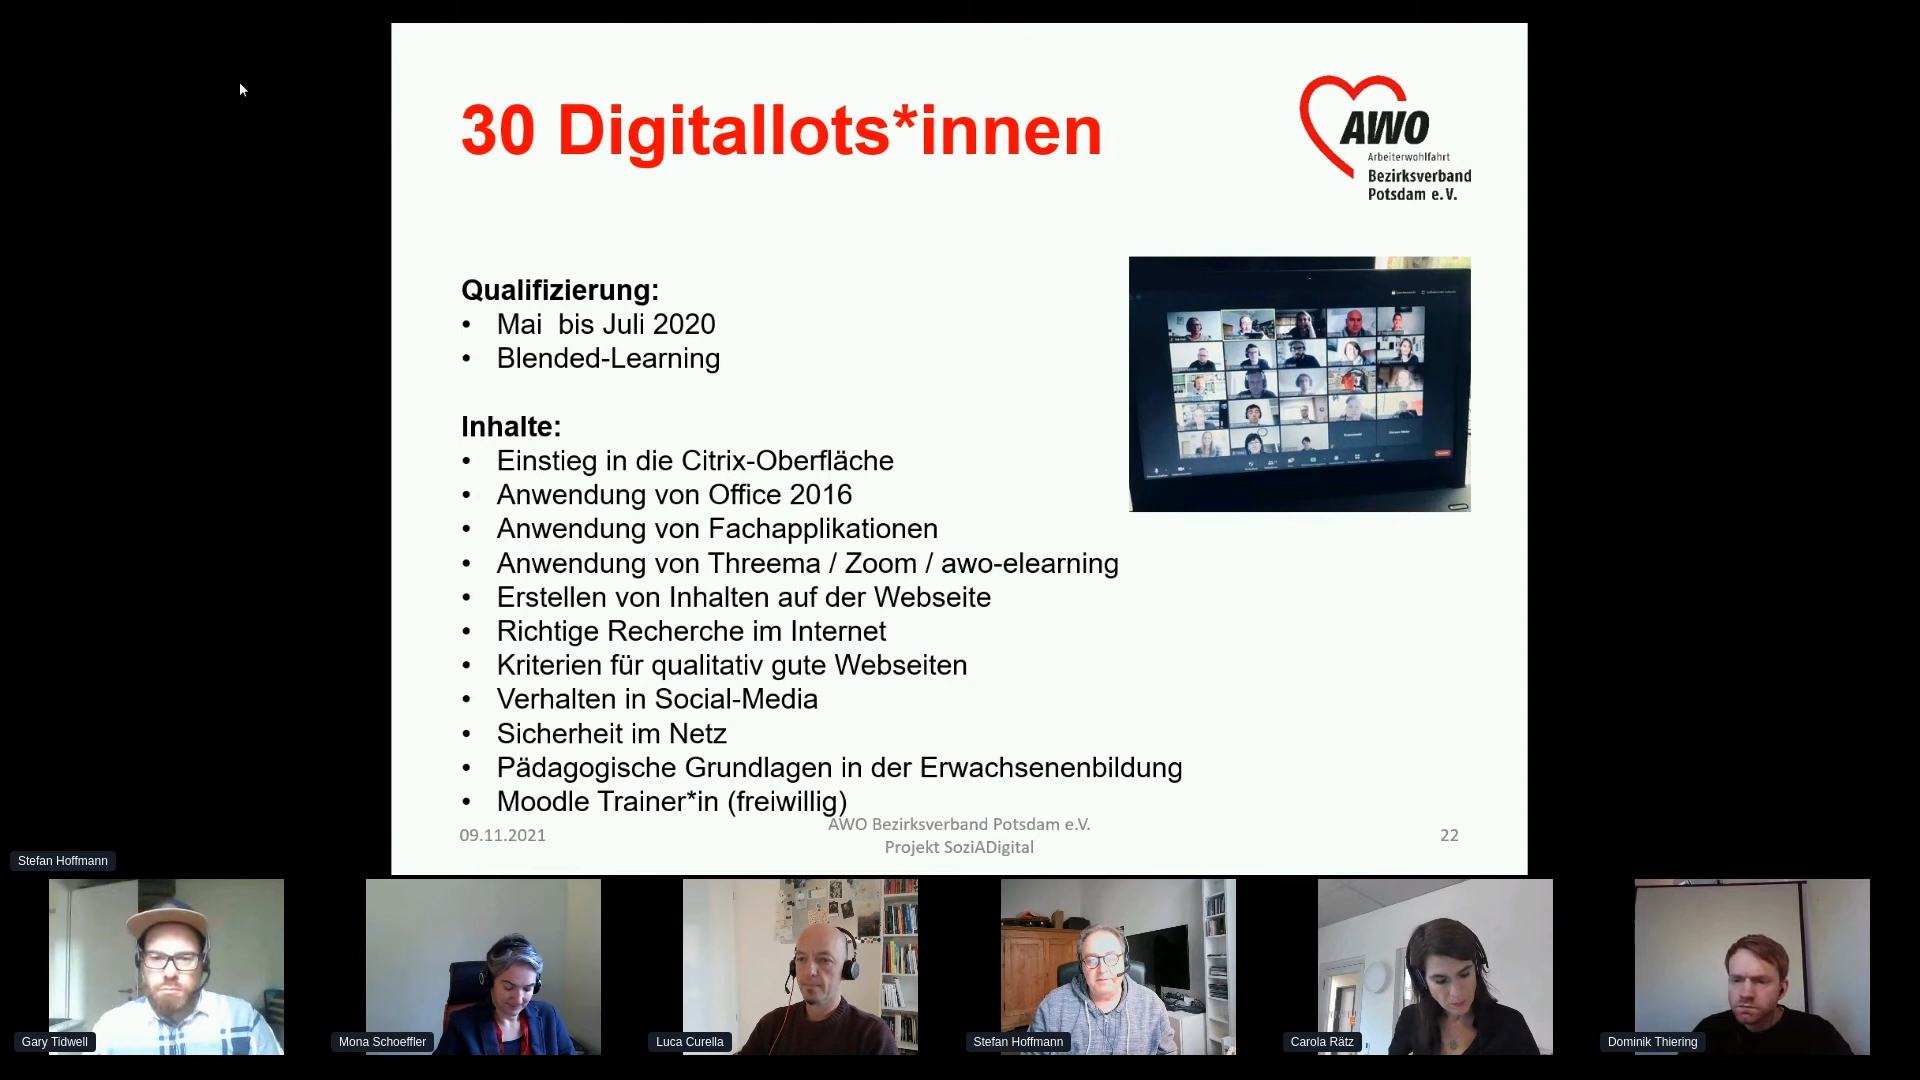 30 Digitallots*innen
AWO
Arbeiterwohlfahrt
Bezirksverband
Potsdam e.V.
Qualifizierung:
• Mai bis Juli 2020
• Blended-Learning
Inhalte:
• Einstieg in die Citrix-Oberfläche
• Anwendung von Office 2016
• Anwendung von Fachapplikationen
• Anwendung von Threema / Zoom / awo-elearning
• Erstellen von Inhalten auf der Webseite
• Richtige Recherche im Internet
• Kriterien für qualitativ gute Webseiten
• Verhalten in Social-Media
• Sicherheit im Netz
• Pädagogische Grundlagen in der Erwachsenenbildung
• Moodle Trainer*in (freiwillig)
09.11.2021
AWO Bezirksverband Potsdam e.V.
Projekt SoziADigital
22
Stefan Hoffmann
Gary Tidwell
Mona Schoeffler
Luca Curella
Stefan Hoffmann
Carola Rätz
Dominik Thiering